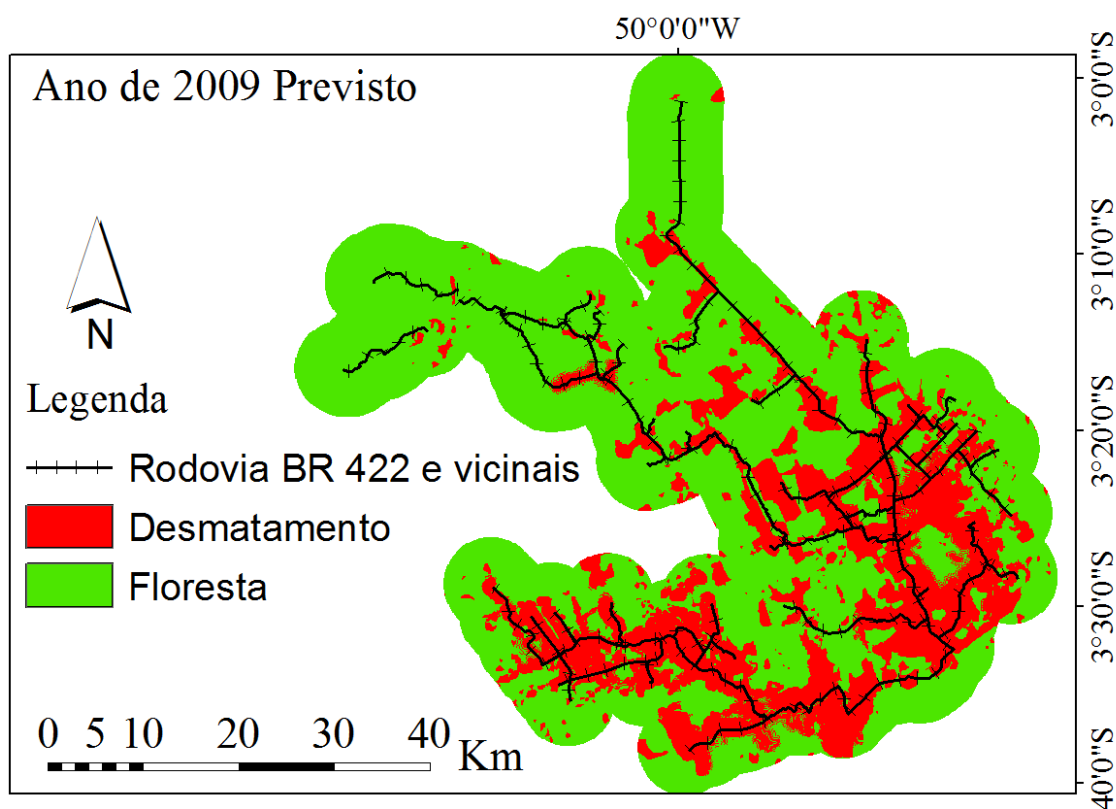 50°0'0"W
Ano de 2009 Previsto
3°0'0"S
3°10'0"S
3°20'0"S
3°30'0"S
3°40'0"S
N
Legenda
Rodovia BR 422 e vicinais
Desmatamento
Floresta
0 5 10 20 30 40 Km